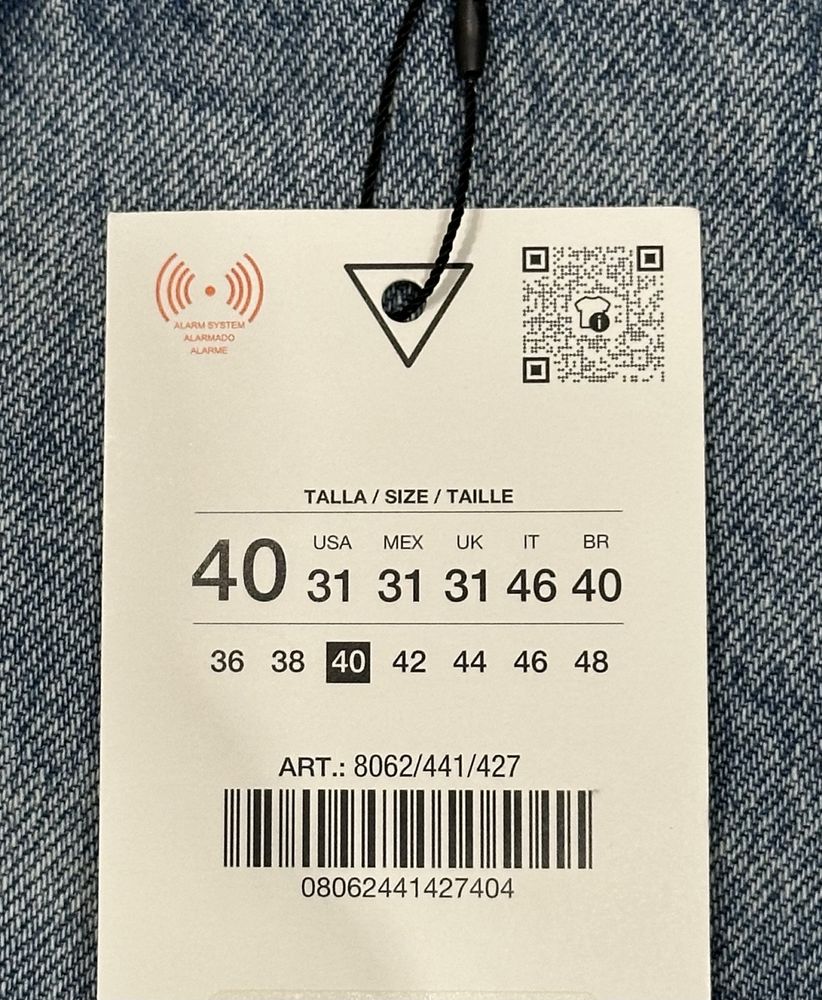 ALARM SYSTEM
ALARMADO
ALARME
TALLA / SIZE / TAILLE
40
USA MEX UK IT BR
31 31 31 46 40
36 38 40 42 44 46 48
ART.: 8062/441/427
08062441427404